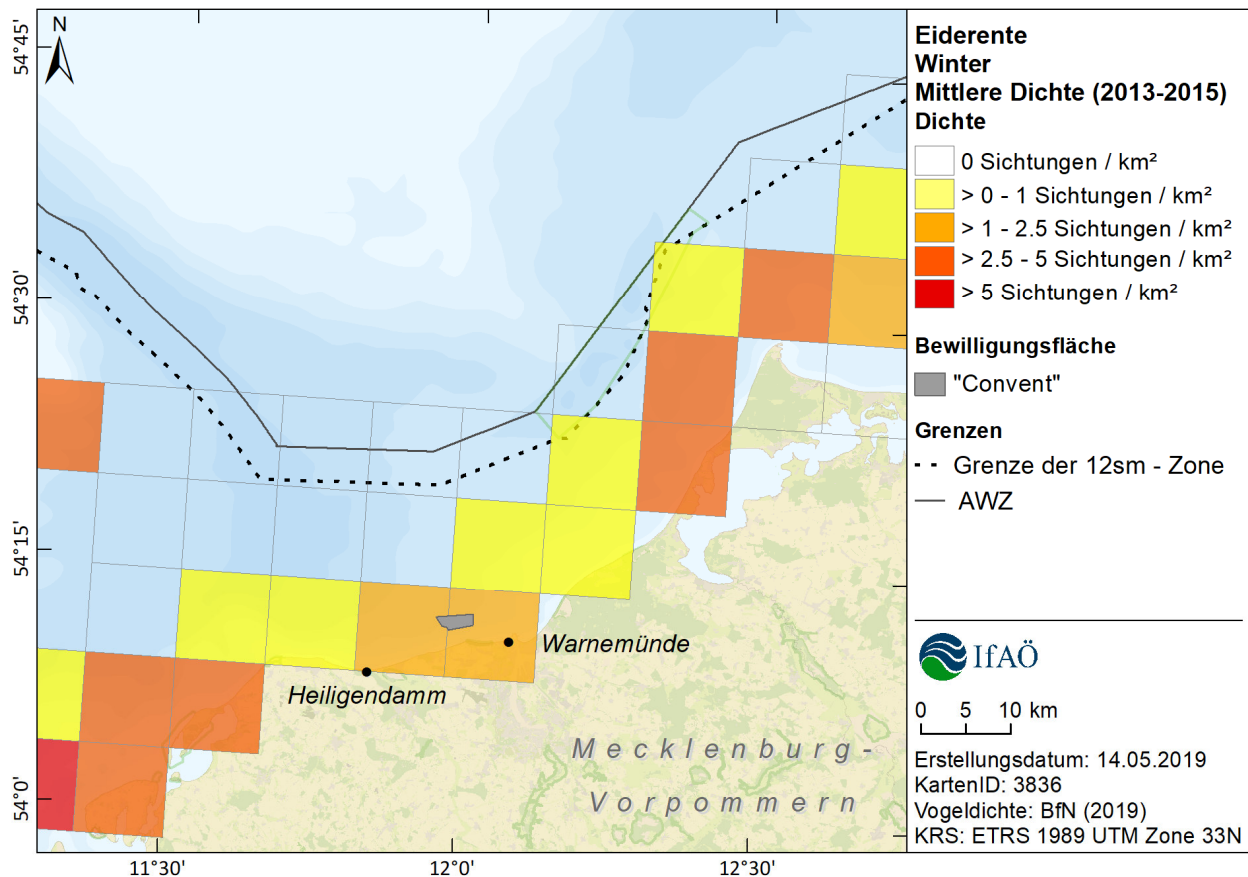 54°45'
N
54°30'
54°15'
54°0'
11°30'
12°0'
12°30'
Warnemünde
Heiligendamm
Mecklenburg-
Vorpommern
Eiderente
Winter
Mittlere Dichte (2013-2015)
Dichte
0 Sichtungen / km²
> 0 - 1 Sichtungen / km²
> 1 - 2.5 Sichtungen / km²
> 2.5 - 5 Sichtungen / km²
> 5 Sichtungen / km²
Bewilligungsfläche
"Convent"
Grenzen
Grenze der 12sm - Zone
AWZ
IfAÖ
0 5 10 km
Erstellungsdatum: 14.05.2019
KartenID: 3836
Vogeldichte: BfN (2019)
KRS: ETRS 1989 UTM Zone 33N